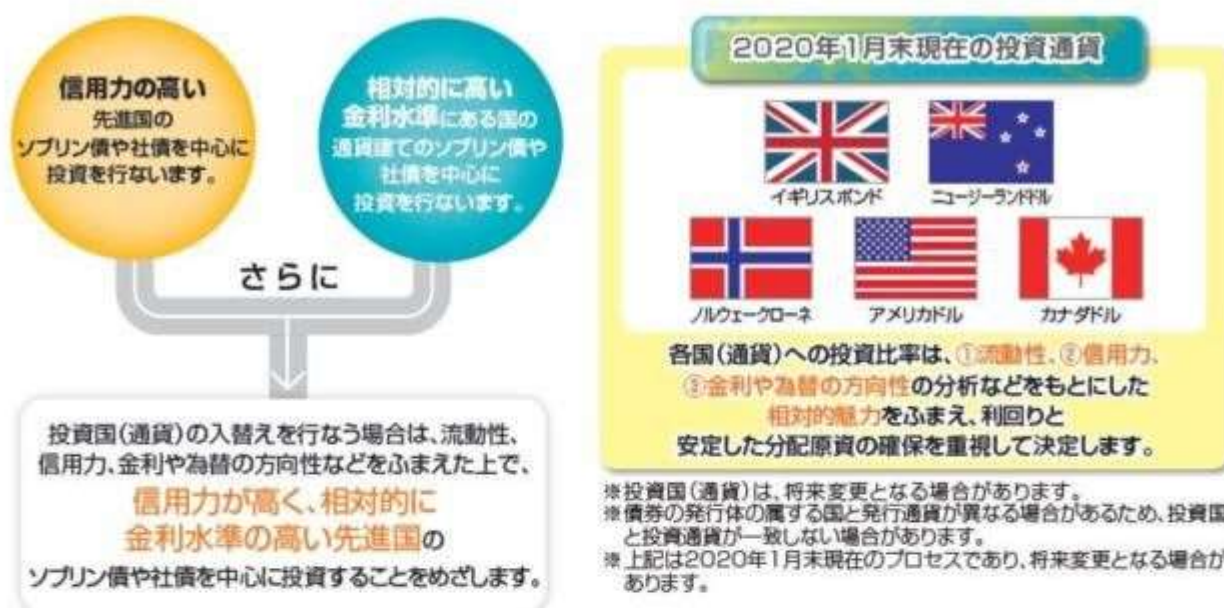 信用力の高い
先進国の
ソブリン債や社債を中心に
投資を行ないます。
相対的に高い
金利水準にある国の
通貨建てのソブリン債や
社債を中心に
投資を行ないます。
さらに
投資国(通貨)の入替えを行なう場合は、流動性、
信用力、金利や為替の方向性などをふまえた上で、
信用力が高く、相対的に
金利水準の高い先進国の
ソブリン債や社債を中心に投資することをめざします。
2020年1月末現在の投資通貨
イギリスポンド
ニュージーランドドル
ノルウェークローネ
アメリカドル
カナダドル
各国(通貨)への投資比率は、①流動性、②信用力、
③金利や為替の方向性の分析などをもとにした
相対的魅力をふまえ、利回りと
安定した分配原資の確保を重視して決定します。
※投資国(通貨)は、将来変更となる場合があります。
※債券の発行体の属する国と発行通貨が異なる場合があるため、投資国
と投資通貨が一致しない場合があります。
※上記は2020年1月末現在のプロセスであり、将来変更となる場合が
あります。